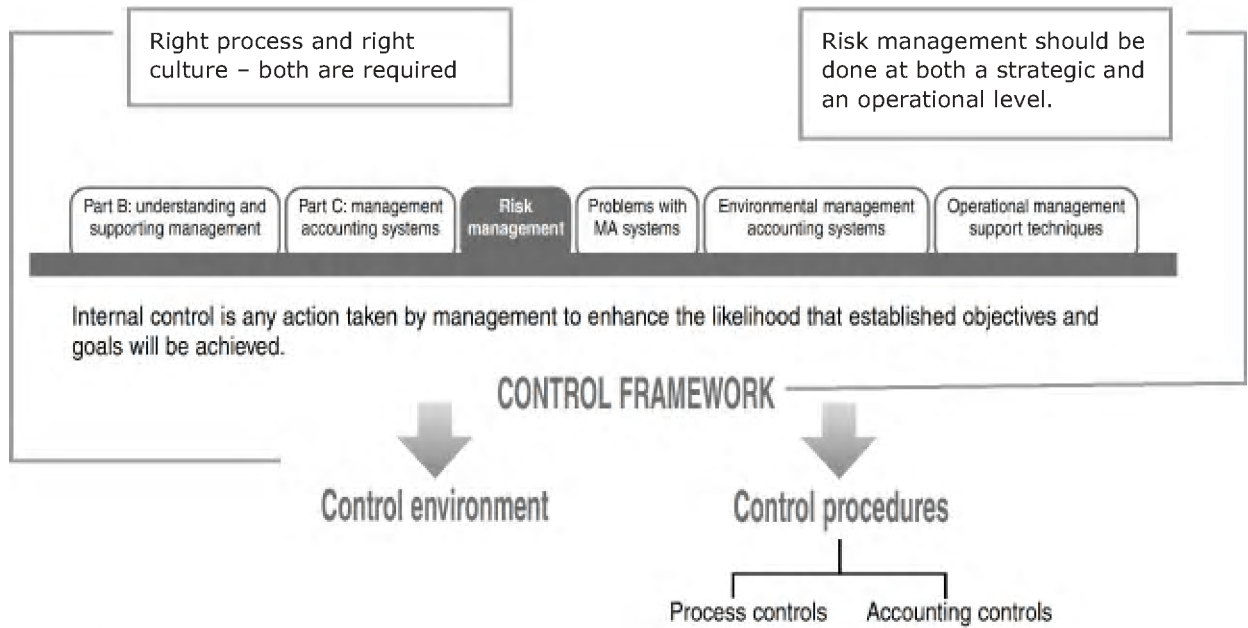 Right process and right
culture – both are required
Risk management should be
done at both a strategic and
an operational level.
Part B: understanding and
supporting management
Part C: management
accounting systems
Risk
management
Problems with
MA systems
Environmental management
accounting systems
Operational management
support techniques
Internal control is any action taken by management to enhance the likelihood that established objectives and
goals will be achieved.
CONTROL FRAMEWORK
Control environment
Control procedures
Process controls
Accounting controls